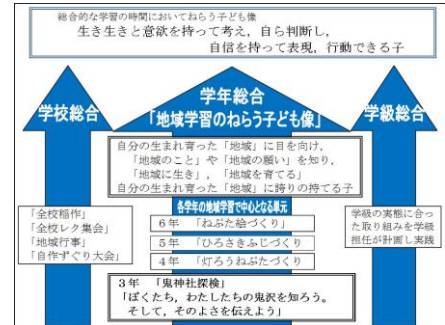 総合的な学習の時間においてねらう子ども像
生き生きと意欲を持って考え，自ら判断し，
自信を持って表現，行動できる子
学校総合
学年総合
「地域学習のねらう子ども像」
学級総合
自分の生まれ育った「地域」に目を向け，
「地域のこと」や「地域の願い」を知り，
「地域に生き」，「地域を育てる」
自分の生まれ育った「地域」に誇りの持てる子
各学年の地域学習で中心となる単元
6年「ねぷた絵づくり」
5年「ひろさきふじづくり
4年「灯ろうねぷたづくり
「全校稲作」
「全校レク集会」
「地域行事」
「自作ずぐり大会」
学級の実態に合っ
た取り組みを学級
担任が計画し実践
3年「鬼神社探検」
「ぼくたち，わたしたちの鬼沢を知ろう。
そして，そのよさを伝えよう」